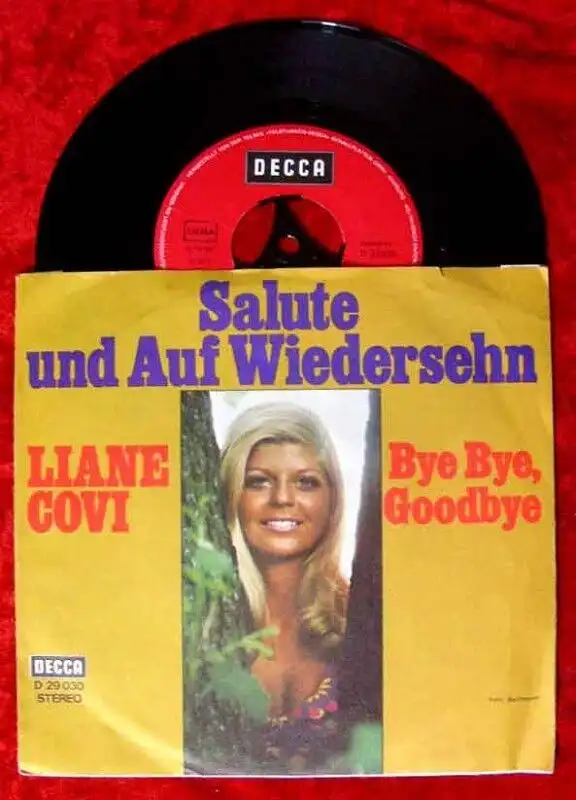 DECCA
Salute
und Auf Wiedersehn
LIANE
COVI
Bye Bye,
Goodbye
DECCA
D 29 030
STEREO